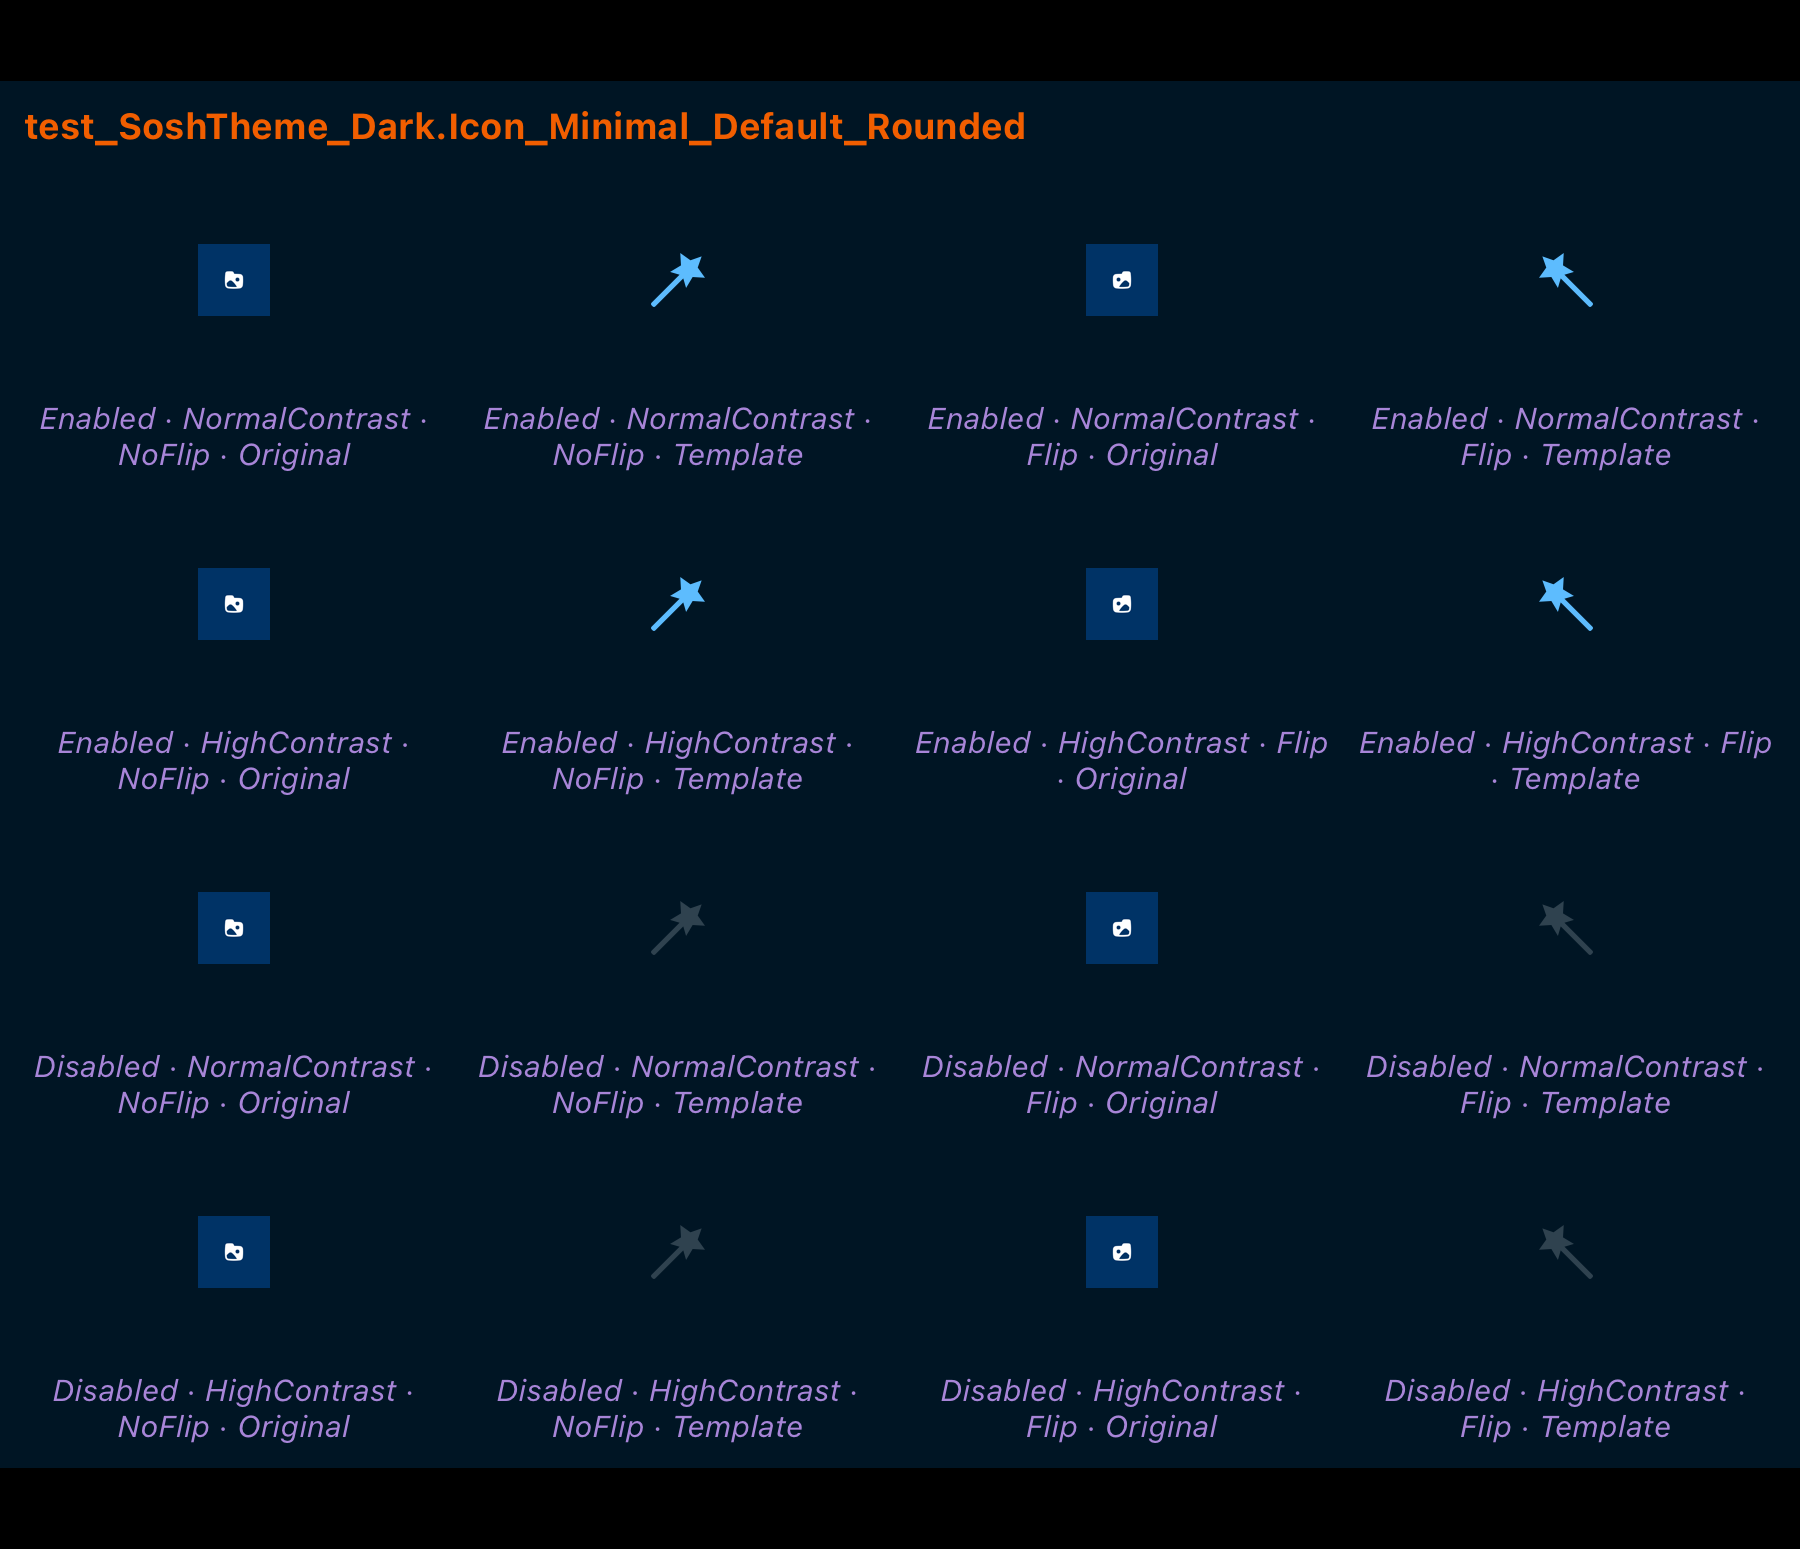 test_SoshTheme_Dark.Icon_Minimal_Default_Rounded
Enabled · NormalContrast ·
NoFlip · Original
Enabled · NormalContrast ·
NoFlip · Template
Enabled · NormalContrast ·
Flip · Original
Enabled · NormalContrast ·
Flip · Template
Enabled · HighContrast ·
NoFlip · Original
Enabled · HighContrast ·
NoFlip · Template
Enabled · HighContrast · Flip
· Original
Enabled · HighContrast · Flip
· Template
Disabled · NormalContrast ·
NoFlip · Original
Disabled · NormalContrast ·
NoFlip · Template
Disabled · NormalContrast ·
Flip · Original
Disabled · NormalContrast ·
Flip · Template
Disabled · HighContrast ·
NoFlip · Original
Disabled · HighContrast ·
NoFlip · Template
Disabled · HighContrast ·
Flip · Original
Disabled · HighContrast ·
Flip · Template